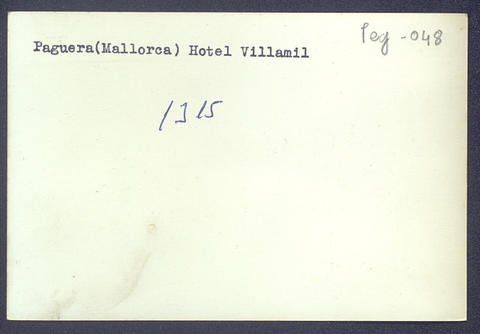 Peg -048
Paguera(Mallorca) Hotel Villamil
1315